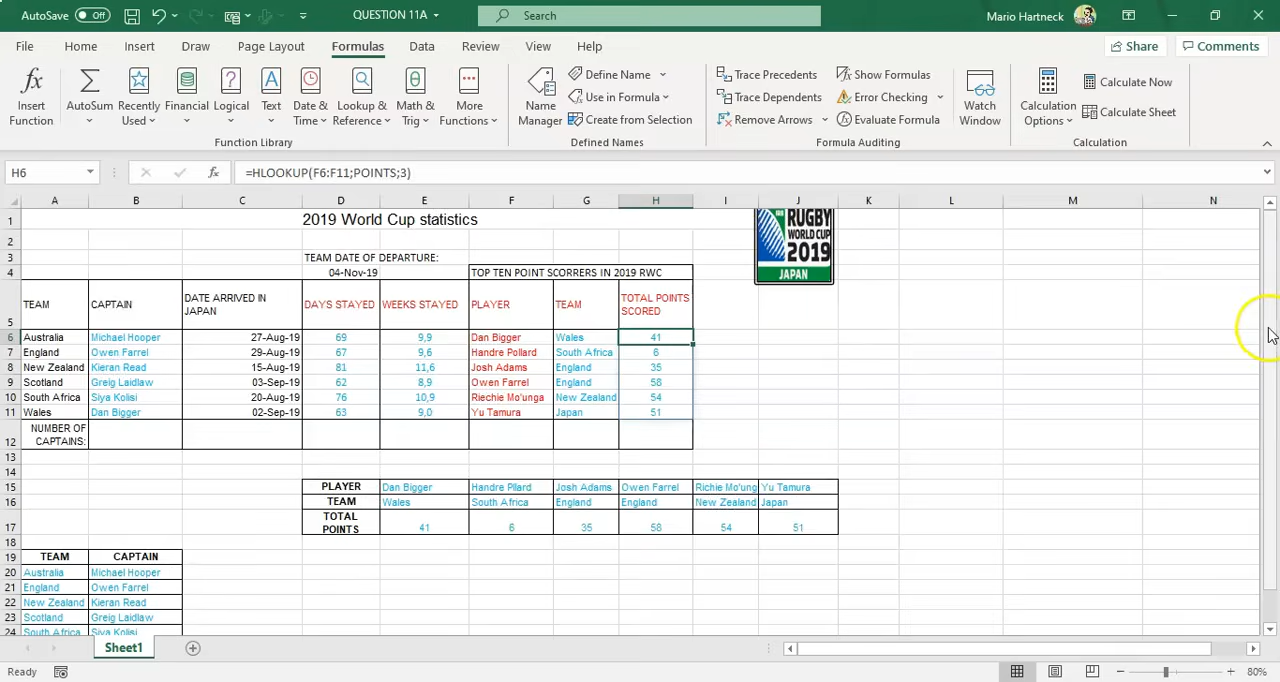 AutoSave Off QUESTION 11A Search Mario Hartneck
File Home Insert Draw Page Layout Formulas Data Review View Help Share Comments
Insert Function AutoSum Recently Used Financial Logical Text Date & Time Lookup & Reference Math & Trig More Functions
Function Library
Name Manager Define Name Use in Formula Create from Selection
Defined Names
Trace Precedents Show Formulas
Trace Dependents Error Checking
Remove Arrows Evaluate Formula
Watch Window
Formula Auditing
Calculation Options Calculate Now Calculate Sheet
Calculation
H6 fx =HLOOKUP(F6:F11;POINTS;3)
A B C D E F G H I J K L M N
1 2019 World Cup statistics
RUGBY WORLD CUP 2019 JAPAN
2
3 TEAM DATE OF DEPARTURE:
4 04-Nov-19 TOP TEN POINT SCORRERS IN 2019 RWC
5 TEAM CAPTAIN DATE ARRIVED IN JAPAN DAYS STAYED WEEKS STAYED PLAYER TEAM TOTAL POINTS SCORED
6 Australia Michael Hooper 27-Aug-19 69 9,9 Dan Bigger Wales 41
7 England Owen Farrel 29-Aug-19 67 9,6 Handre Pollard South Africa 6
8 New Zealand Kieran Read 15-Aug-19 81 11,6 Josh Adams England 35
9 Scotland Greig Laidlaw 03-Sep-19 62 8,9 Owen Farrel England 58
10 South Africa Siya Kolisi 20-Aug-19 76 10,9 Riechie Mo'unga New Zealand 54
11 Wales Dan Bigger 02-Sep-19 63 9,0 Yu Tamura Japan 51
12 NUMBER OF CAPTAINS:
13
14
15 PLAYER Dan Bigger Handre Pllard Josh Adams Owen Farrel Richie Mo'ung Yu Tamura
16 TEAM Wales South Africa England England New Zealand Japan
17 TOTAL POINTS 41 6 35 58 54 51
18
19 TEAM CAPTAIN
20 Australia Michael Hooper
21 England Owen Farrel
22 New Zealand Kieran Read
23 Scotland Greig Laidlaw
24 South Africa Siya Kolisi
Sheet1
Ready 80%